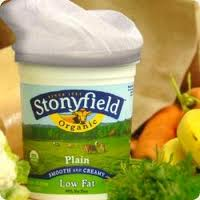 Stonyfield
Organic
Plain
SMOOTH AND CREAMY
Low Fat